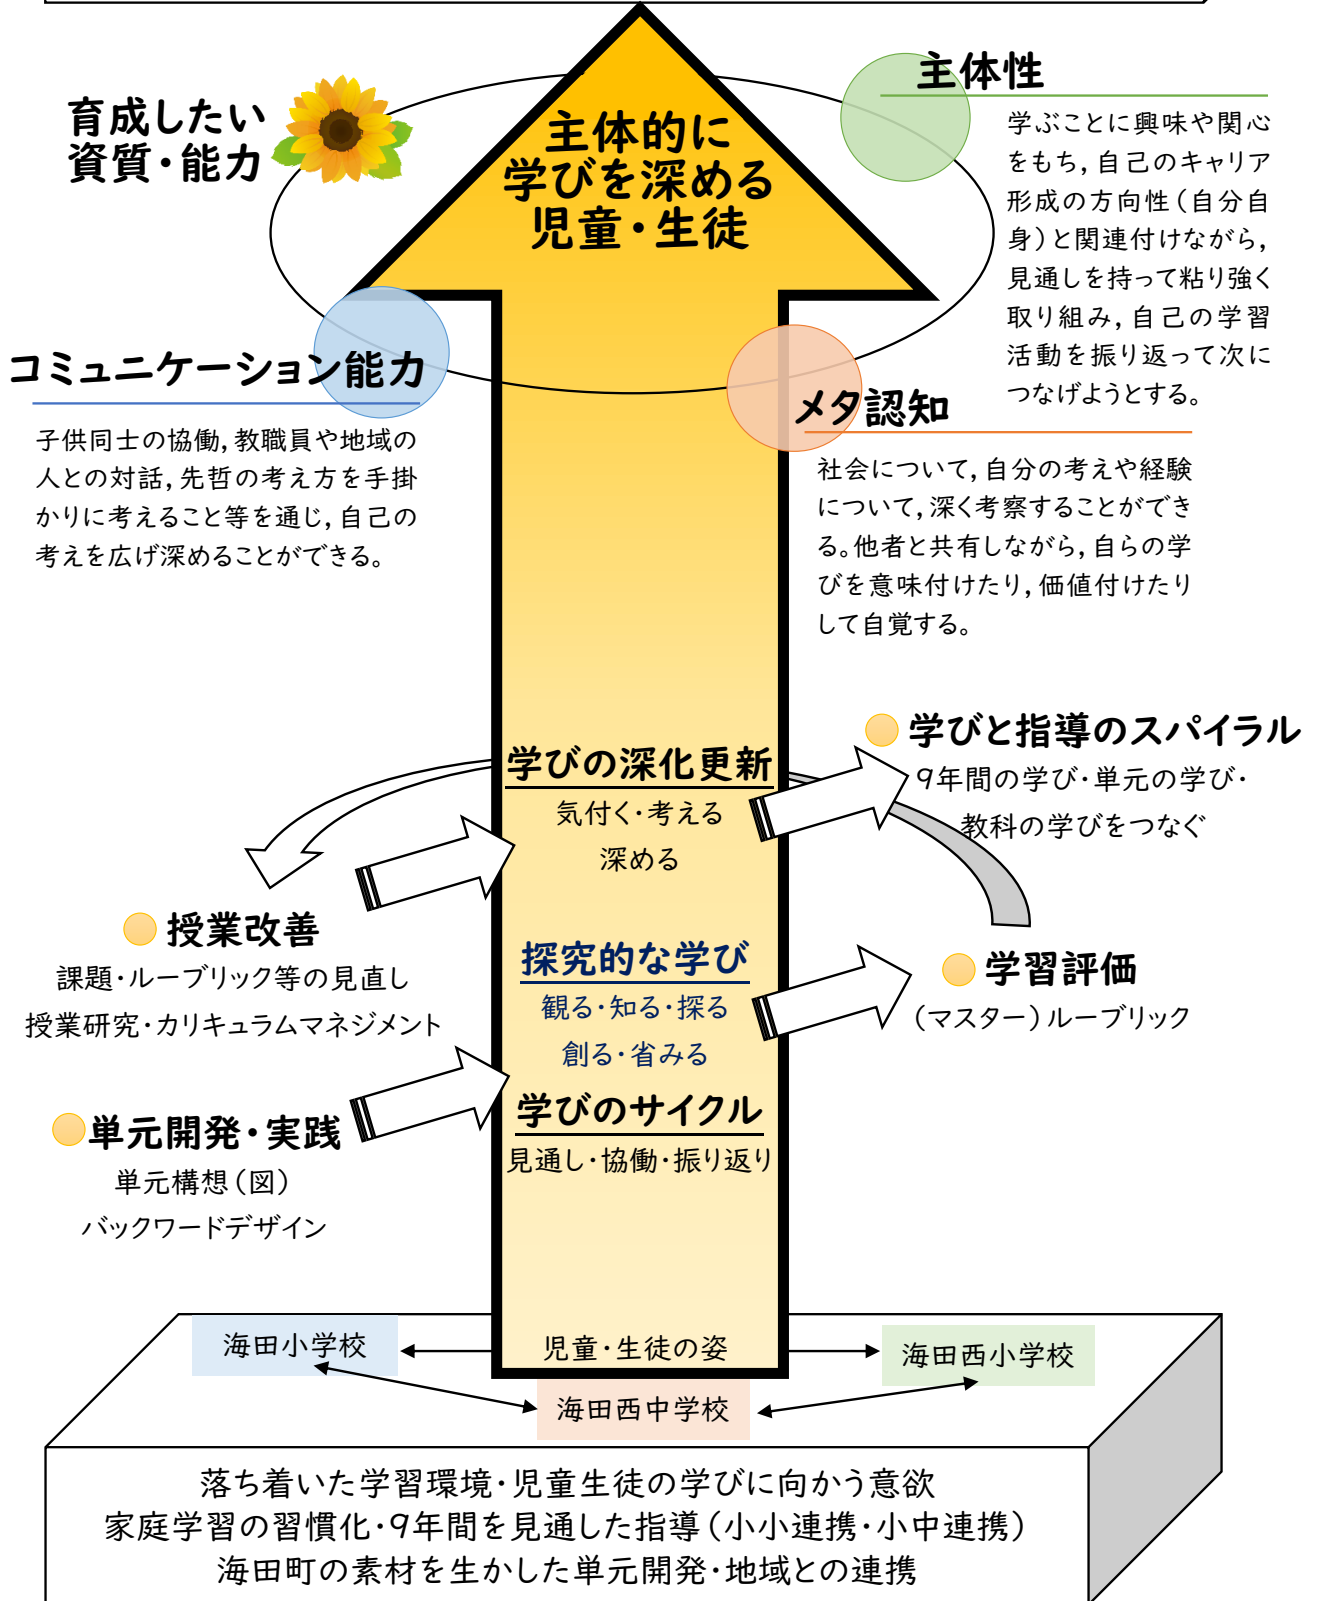 育成したい
資質・能力
主体的に
学びを深める
児童・生徒
主体性
学ぶことに興味や関心
をもち，自己のキャリア
形成の方向性（自分自
身）と関連付けながら，
見通しを持って粘り強く
取り組み，自己の学習
活動を振り返って次に
つなげようとする。
コミュニケーション能力
子供同士の協働，教職員や地域の
人との対話，先哲の考え方を手掛
かりに考えること等を通じ，自己の
考えを広げ深めることができる。
メタ認知
社会について，自分の考えや経験
について，深く考察することができ
る。他者と共有しながら，自らの学
びを意味付けたり，価値付けたり
して自覚する。
学びと指導のスパイラル
9年間の学び・単元の学び・
教科の学びをつなぐ
学びの深化更新
気付く・考える
深める
授業改善
課題・ルーブリック等の見直し
授業研究・カリキュラムマネジメント
探究的な学び
観る・知る・探る
創る・省みる
学習評価
（マスター）ルーブリック
学びのサイクル
見通し・協働・振り返り
単元開発・実践
単元構想（図）
バックワードデザイン
海田小学校
児童・生徒の姿
海田西小学校
海田西中学校
落ち着いた学習環境・児童生徒の学びに向かう意欲
家庭学習の習慣化・9年間を見通した指導（小小連携・小中連携）
海田町の素材を生かした単元開発・地域との連携